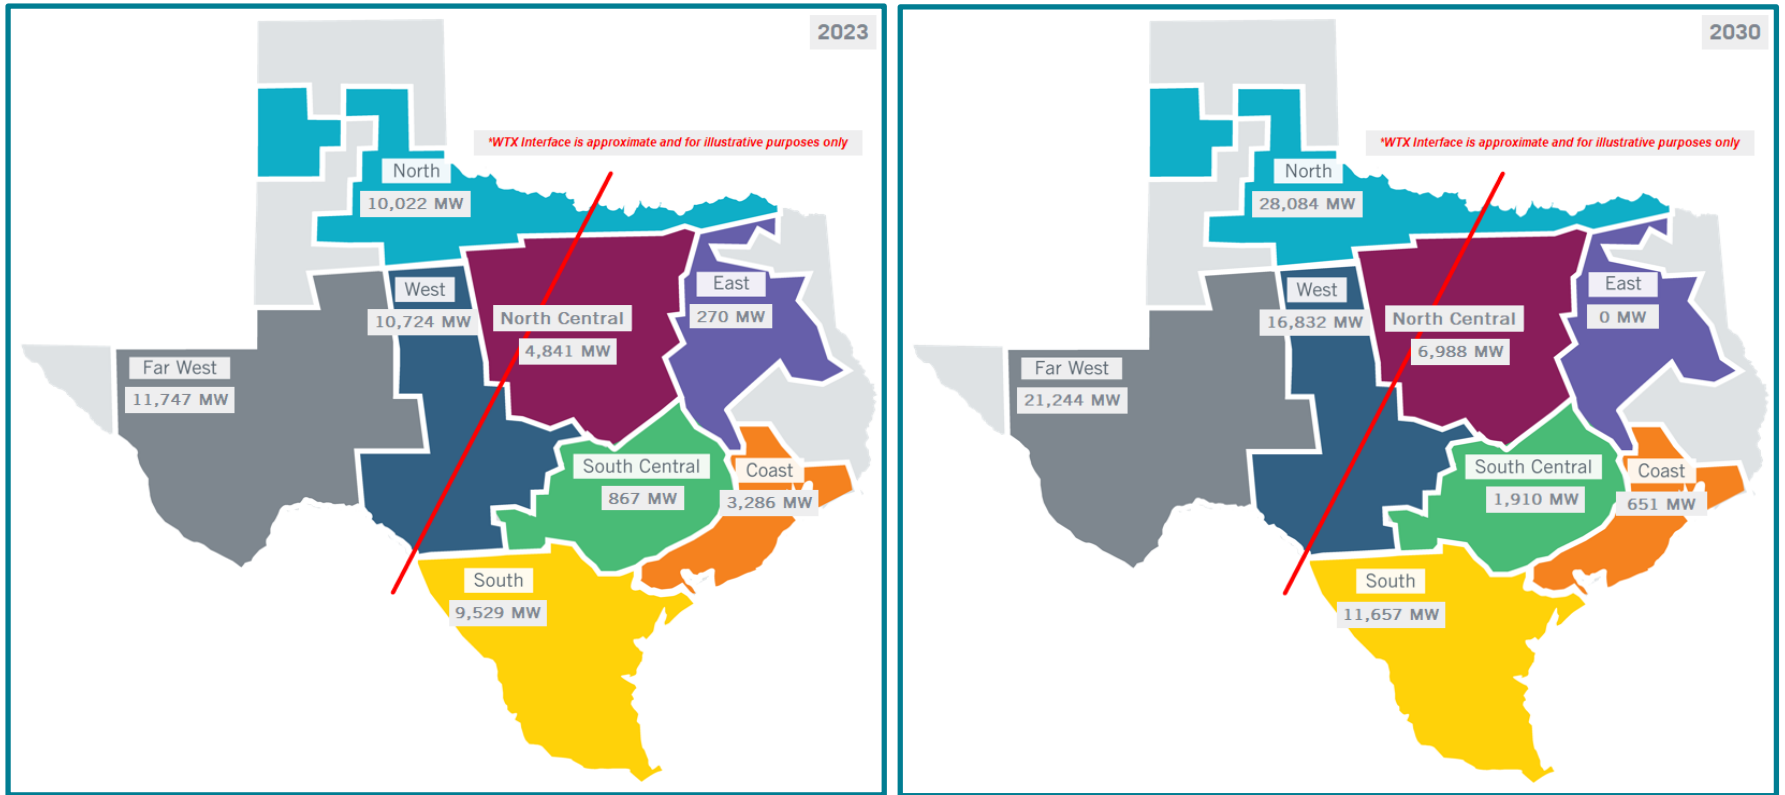 2023
*WTX Interface is approximate and for illustrative purposes only
North
10,022 MW
West
10,724 MW
North Central
4,841 MW
East
270 MW
Far West
11,747 MW
South Central
867 MW
Coast
3,286 MW
South
9,529 MW
2030
*WTX Interface is approximate and for illustrative purposes only
North
28,084 MW
West
16,832 MW
North Central
6,988 MW
East
0 MW
Far West
21,244 MW
South Central
1,910 MW
Coast
651 MW
South
11,657 MW